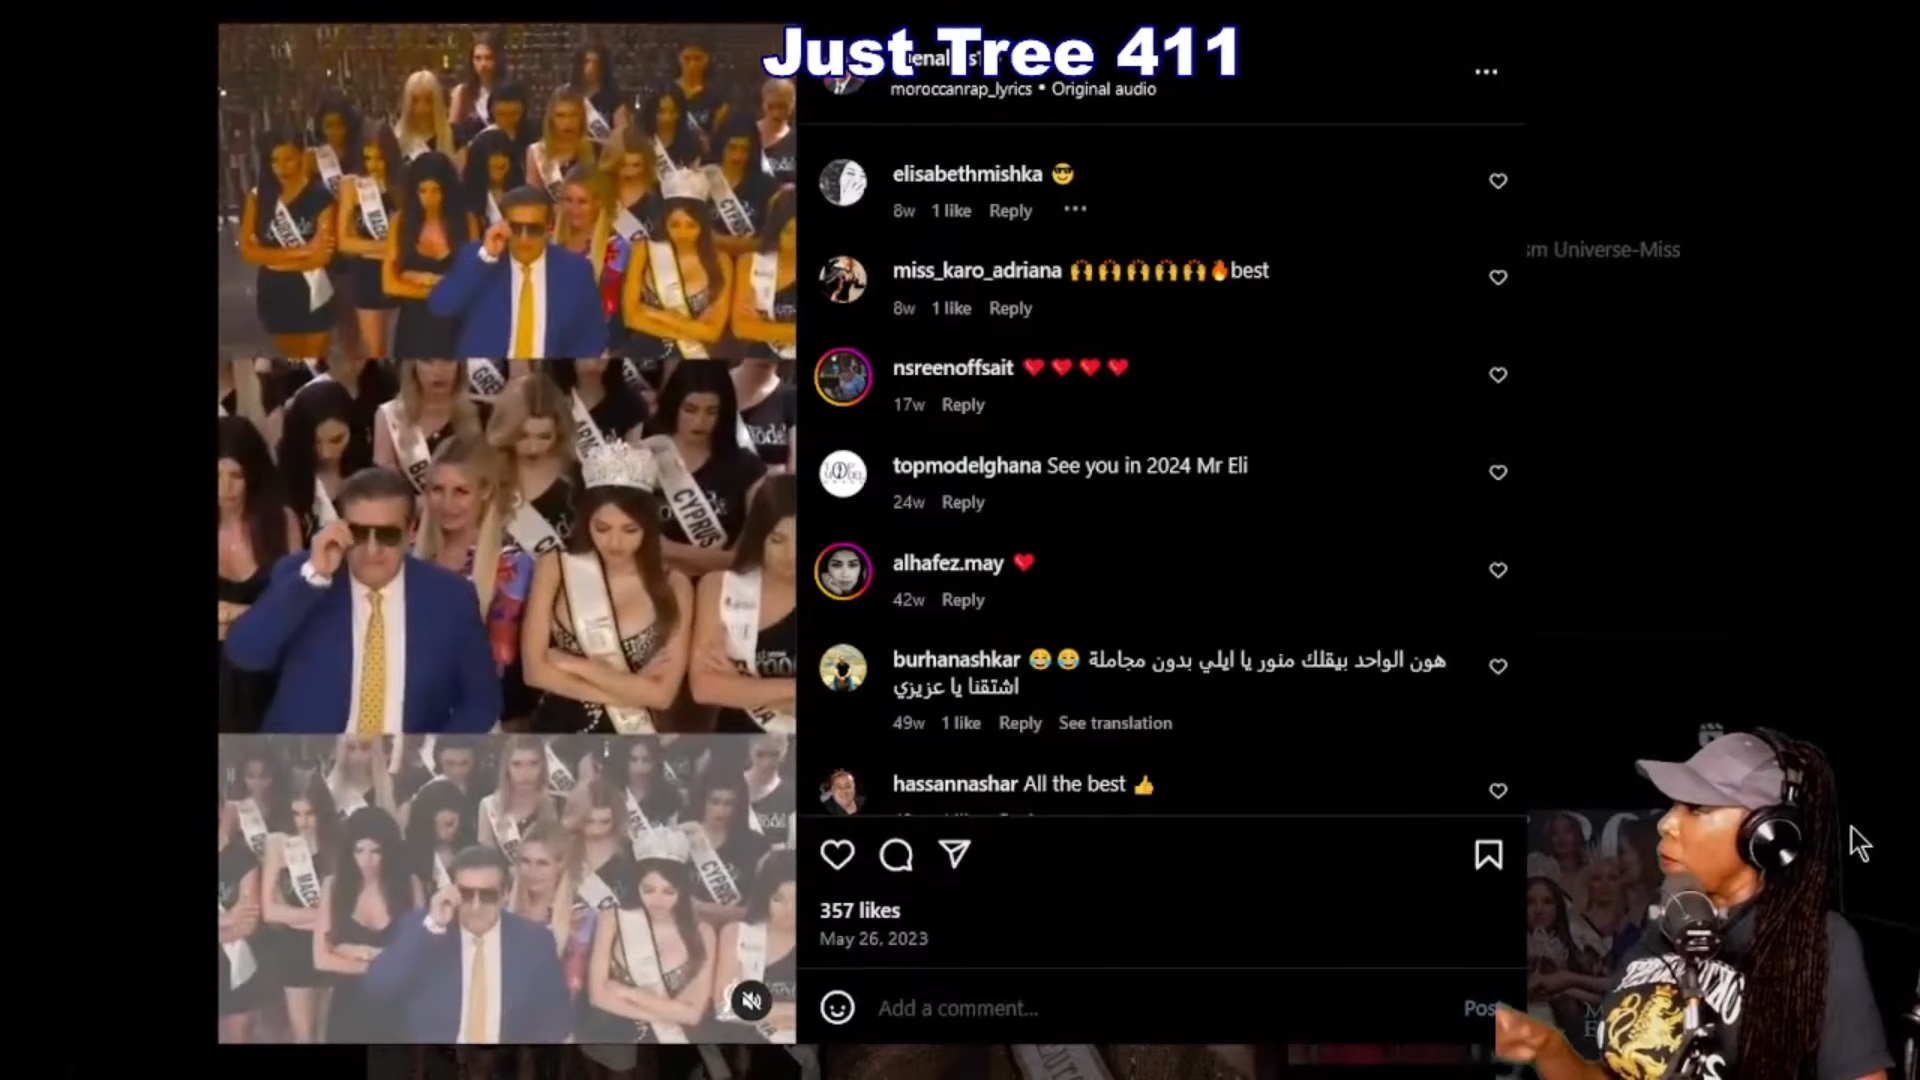 Just Tree 411
moroccanrap_lyrics • Original audio
sm Universe-Miss
elisabethmishka 😎
8w 1 like Reply
miss_karo_adriana 🙌🙌🙌🙌🙌🔥best
8w 1 like Reply
nsreenoffsait ❤️❤️❤️❤️
17w Reply
topmodelghana See you in 2024 Mr Eli
24w Reply
alhafez.may ❤️
42w Reply
burhanashkar 😂😂 هون الواحد بيقلك منور يا ايلي بدون مجاملة
اشتقنا يا عزيزي
49w 1 like Reply See translation
hassannashar All the best 👍
357 likes
May 26, 2023
Add a comment...
Pos
CYPRUS
CYPRUS
CYPRUS